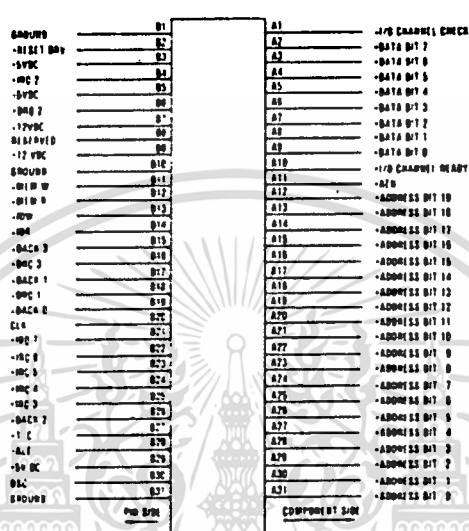 GROUND B1 A1 -I/O CHANNEL CHECK
+RESET DRV B2 A2 +DATA BIT 7
+5VDC B3 A3 +DATA BIT 6
+IRQ 2 B4 A4 +DATA BIT 5
-5VDC B5 A5 +DATA BIT 4
+DRQ 2 B6 A6 +DATA BIT 3
-12VDC B7 A7 +DATA BIT 2
RESERVED B8 A8 +DATA BIT 1
+12 VDC B9 A9 +DATA BIT 0
GROUND B10 A10 +I/O CHANNEL READY
-MEM W B11 A11 +AEN
-MEM R B12 A12 +ADDRESS BIT 19
-IOW B13 A13 +ADDRESS BIT 18
-IOR B14 A14 +ADDRESS BIT 17
-DACK 3 B15 A15 +ADDRESS BIT 16
+DRQ 3 B16 A16 +ADDRESS BIT 15
-DACK 1 B17 A17 +ADDRESS BIT 14
+DRQ 1 B18 A18 +ADDRESS BIT 13
-DACK 0 B19 A19 +ADDRESS BIT 12
CLK B20 A20 +ADDRESS BIT 11
+IRQ 7 B21 A21 +ADDRESS BIT 10
+IRQ 6 B22 A22 +ADDRESS BIT 9
+IRQ 5 B23 A23 +ADDRESS BIT 8
+IRQ 4 B24 A24 +ADDRESS BIT 7
+IRQ 3 B25 A25 +ADDRESS BIT 6
-DACK 2 B26 A26 +ADDRESS BIT 5
+T C B27 A27 +ADDRESS BIT 4
+ALE B28 A28 +ADDRESS BIT 3
+5V DC B29 A29 +ADDRESS BIT 2
OSC B30 A30 +ADDRESS BIT 1
GROUND B31 A31 +ADDRESS BIT 0
SIDE COMPONENT SIDE